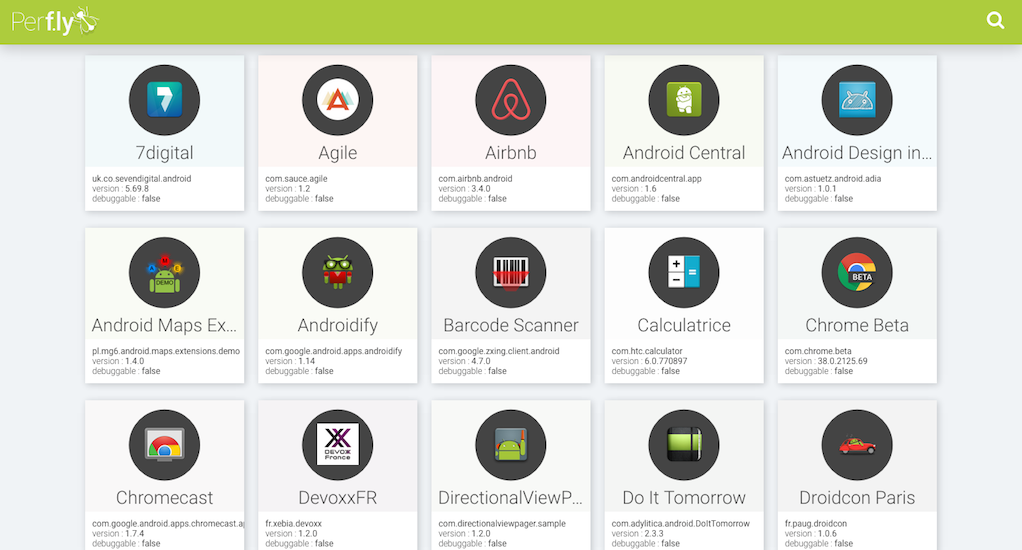 Perf.ly
7digital
uk.co.sevendigital.android
version : 5.69.8
debuggable : false
Agile
com.sauce.agile
version : 1.2
debuggable : false
Airbnb
com.airbnb.android
version : 3.4.0
debuggable : false
Android Central
com.androidcentral.app
version : 1.6
debuggable : false
Android Design in...
com.astuetz.android.adia
version : 1.0.1
debuggable : false
DEMO
Android Maps Ex...
pl.mg6.android.maps.extensions.demo
version : 1.4.0
debuggable : false
Androidify
com.google.android.apps.androidify
version : 1.14
debuggable : false
Barcode Scanner
com.google.zxing.client.android
version : 4.7.0
debuggable : false
Calculatrice
com.htc.calculator
version : 6.0.770897
debuggable : false
BETA
Chrome Beta
com.chrome.beta
version : 38.0.2125.69
debuggable : false
Chromecast
com.google.android.apps.chromecast.a
version : 1.7.4
debuggable : false
DEVOXX
France
DevoxxFR
fr.xebia.devoxx
version : 1.2.0
debuggable : false
DirectionalViewP...
com.directionalviewpager.sample
version : 1.2.0
debuggable : false
Do It Tomorrow
com.adylitica.android.DoItTomorrow
version : 2.3.3
debuggable : false
Droidcon Paris
fr.paug.droidcon
version : 1.0.6
debuggable : false